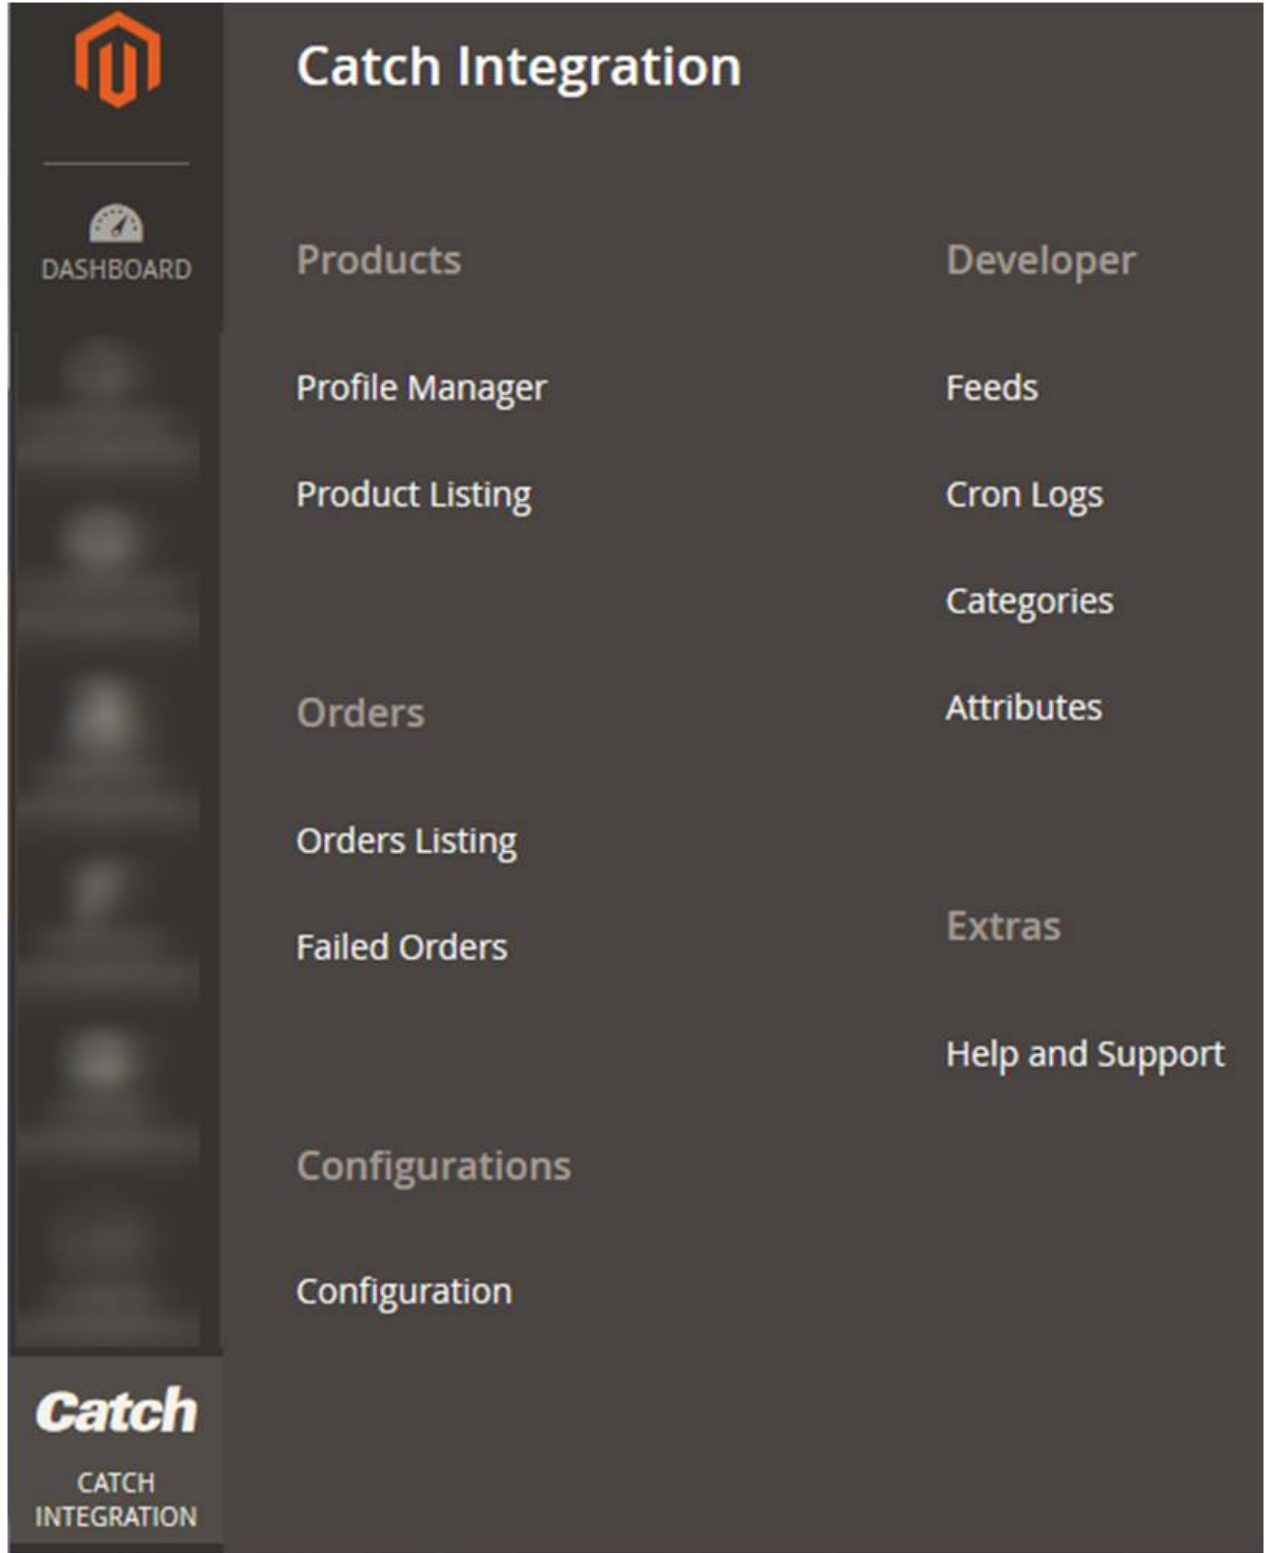 Catch Integration
DASHBOARD
Products
Profile Manager
Product Listing
Orders
Orders Listing
Failed Orders
Configurations
Configuration
Developer
Feeds
Cron Logs
Categories
Attributes
Extras
Help and Support
Catch
CATCH
INTEGRATION